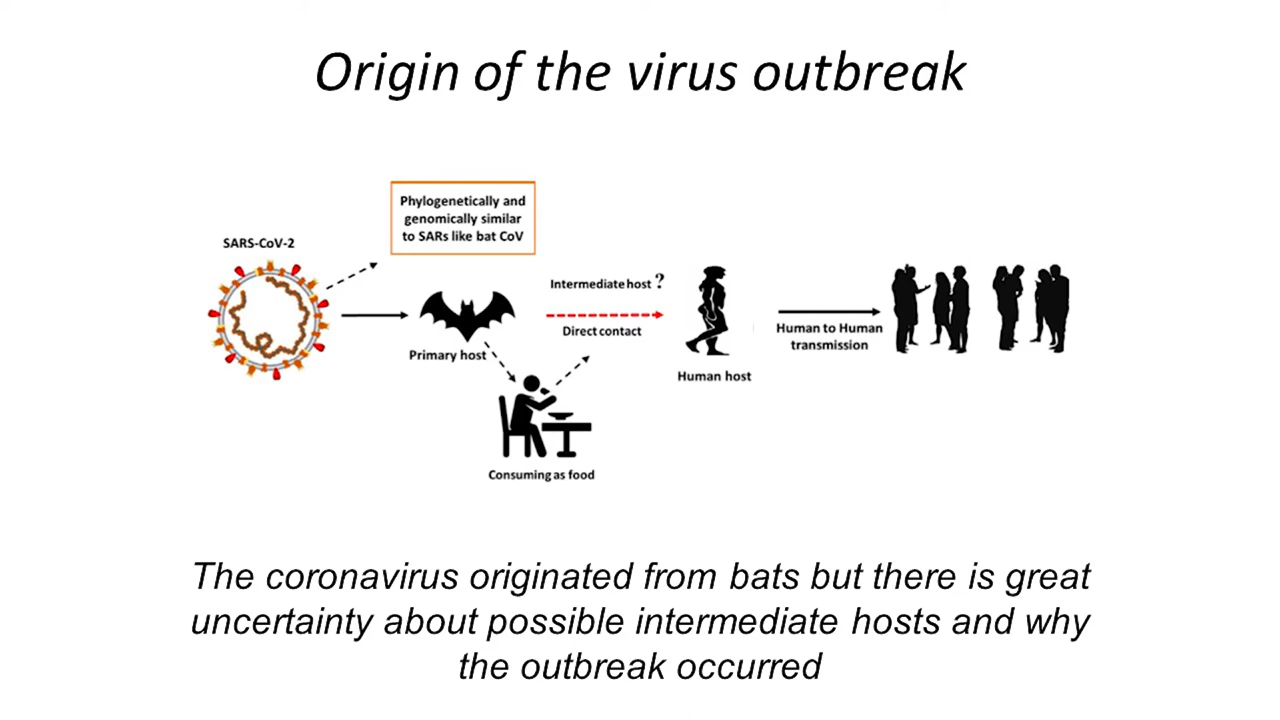 Origin of the virus outbreak
Phylogenetically and
genomically similar
to SARs like bat CoV
SARS-CoV-2
Intermediate host ?
Direct contact
Primary host
Human host
Human to Human
transmission
Consuming as food
The coronavirus originated from bats but there is great
uncertainty about possible intermediate hosts and why
the outbreak occurred